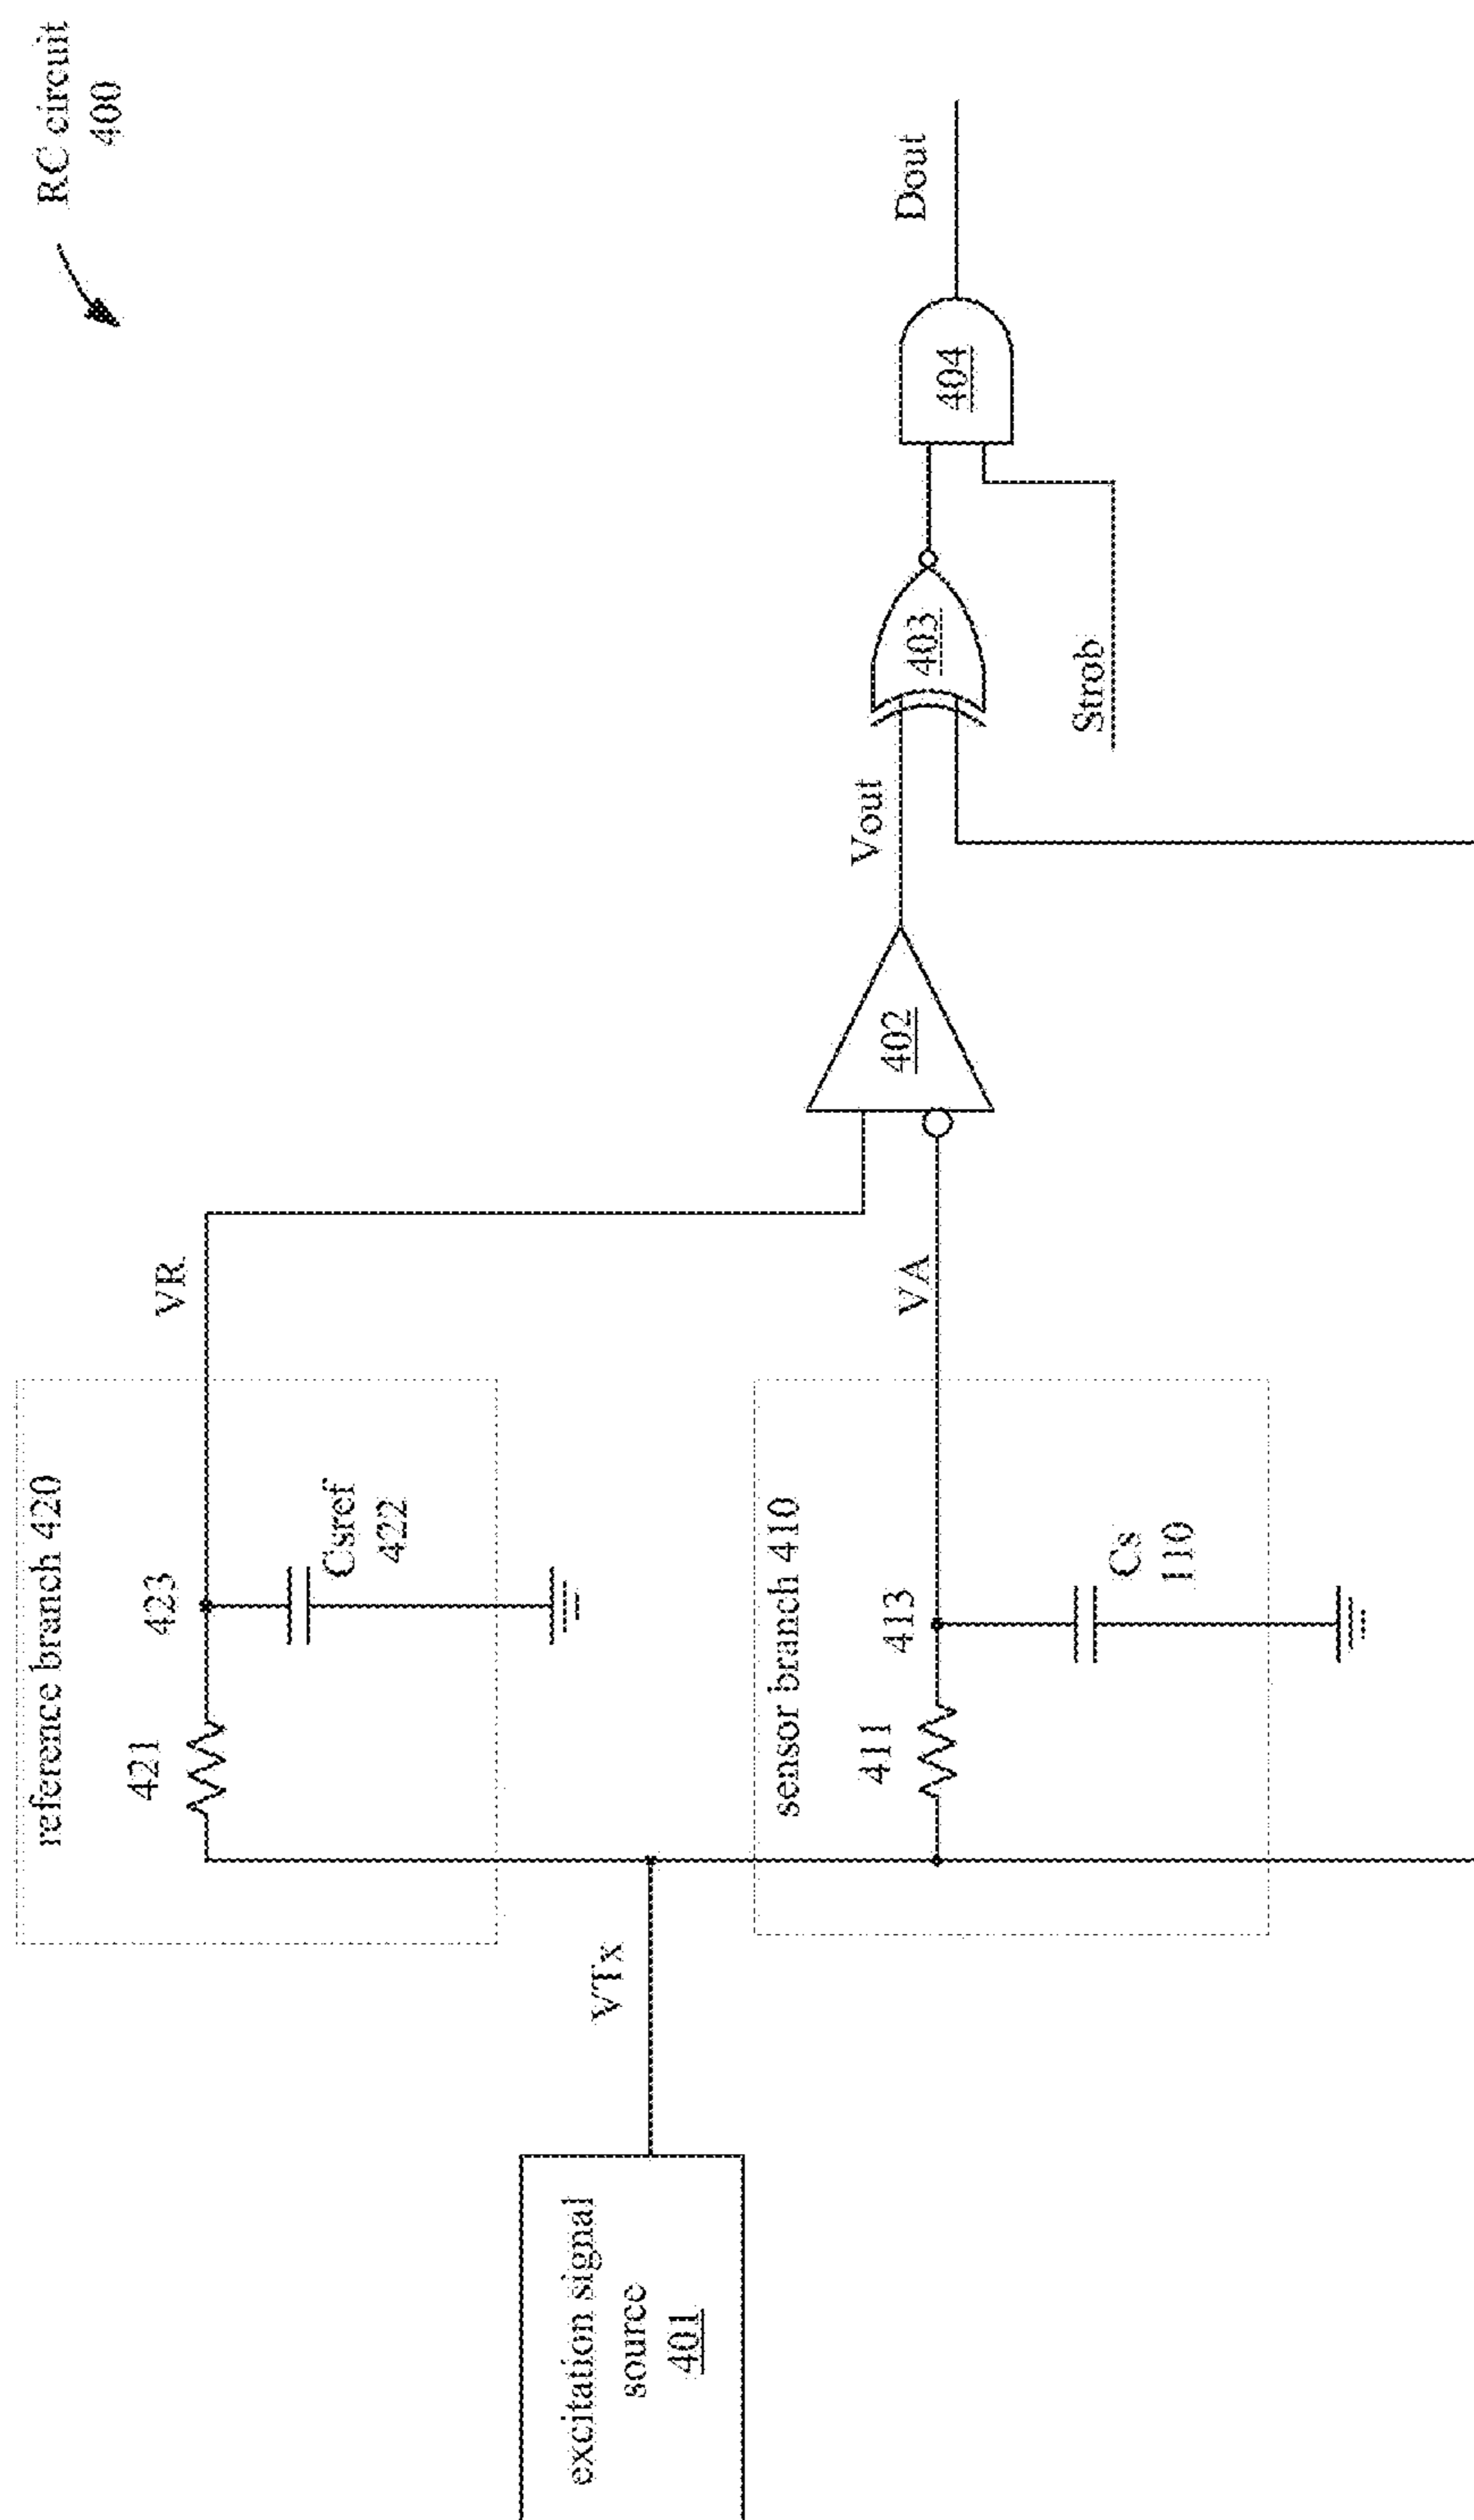 RC circuit
400
reference branch 420
421
423
Csref
422
VR
excitation signal
source
401
VTx
sensor branch 410
411
413
Cs
110
VA
402
Vout
403
Strob
404
Dout